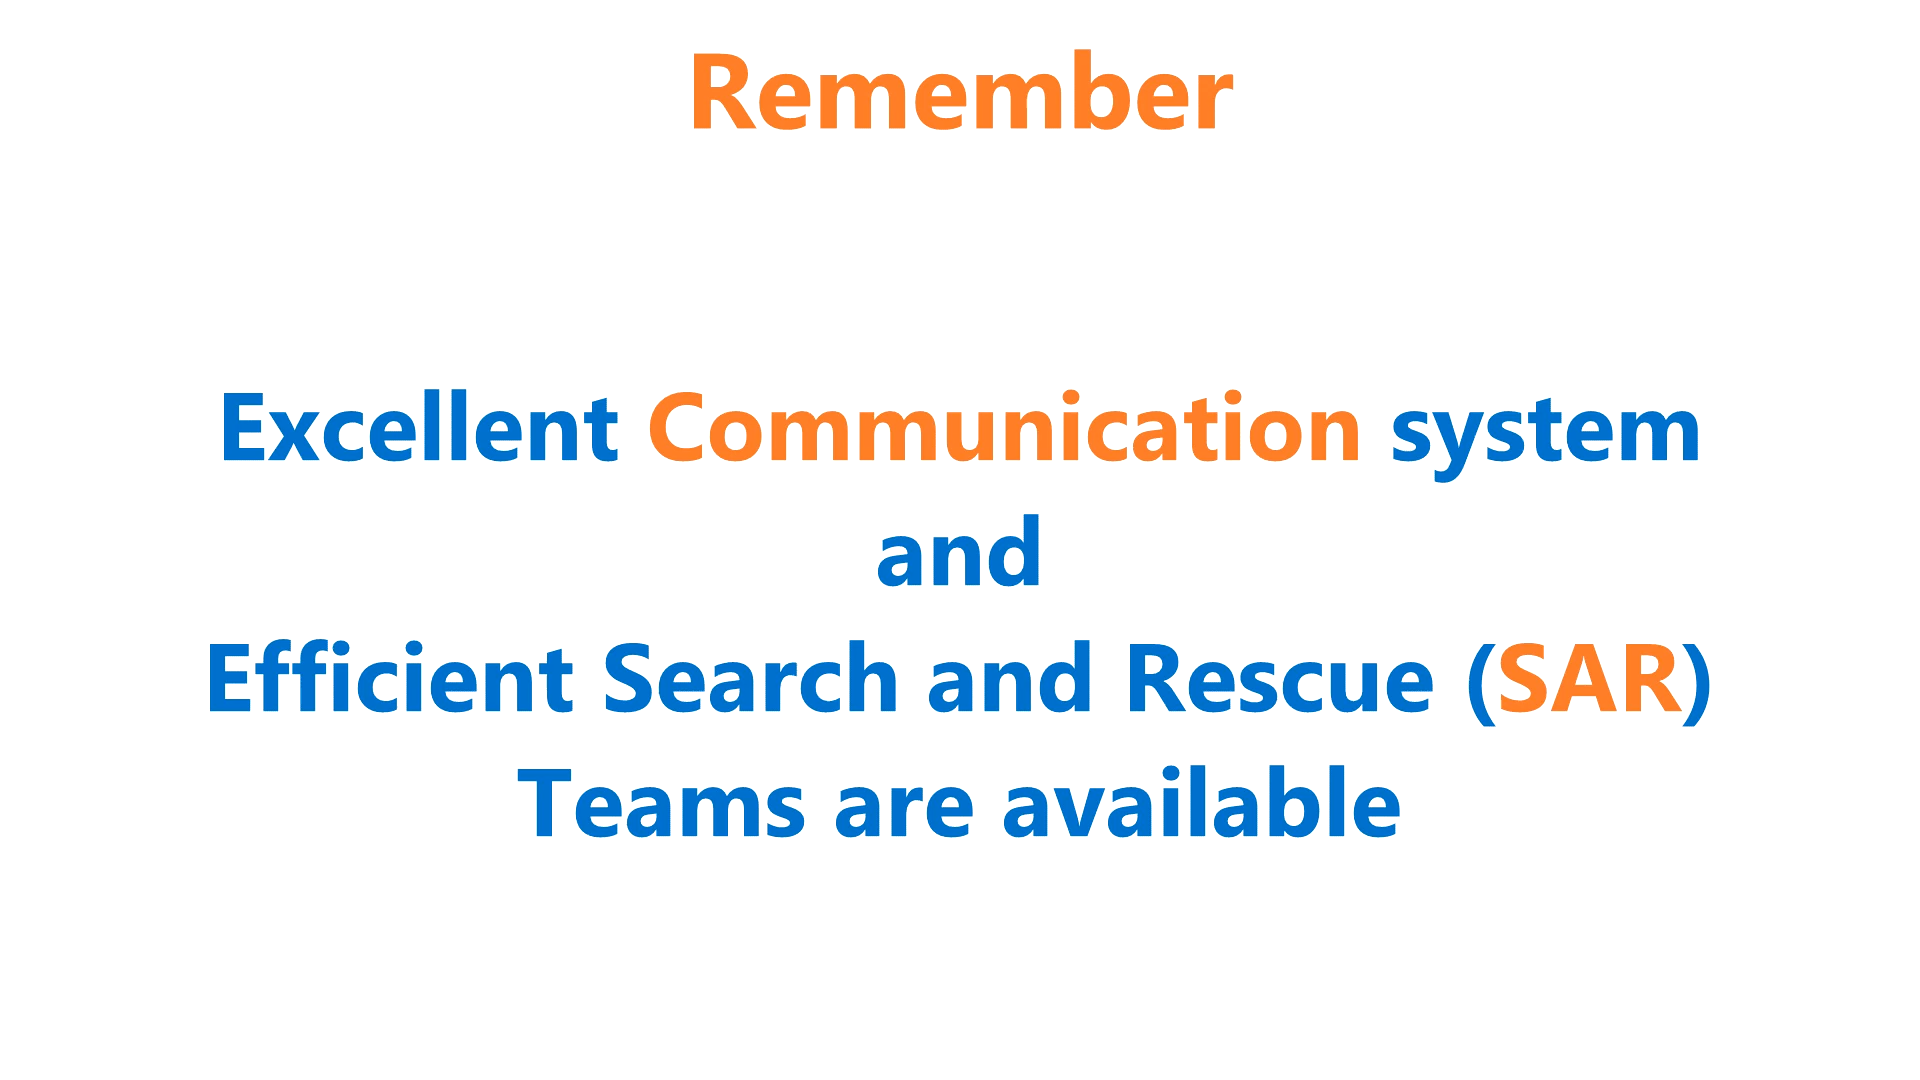 Remember
Excellent Communication system
and
Efficient Search and Rescue (SAR)
Teams are available